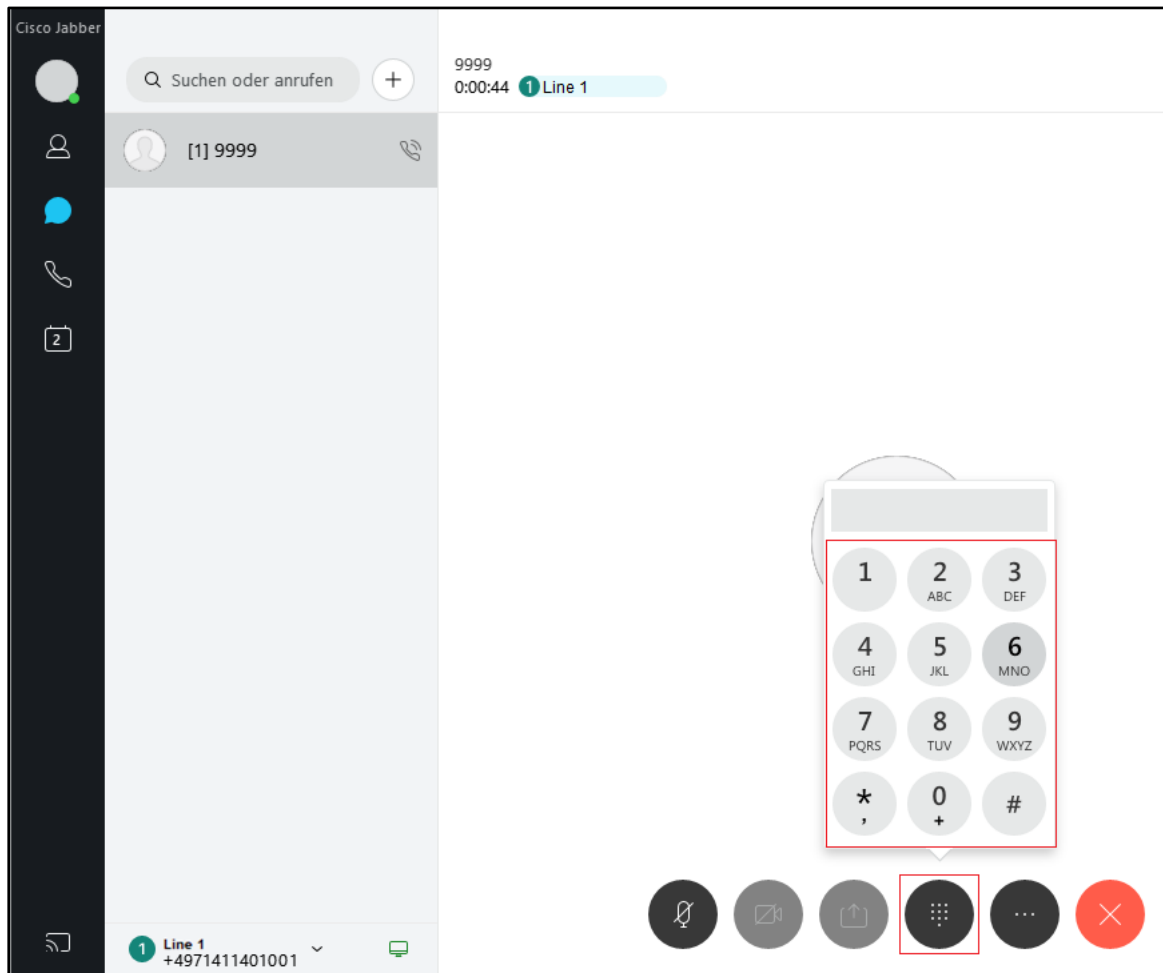 Cisco Jabber
Suchen oder anrufen
[1] 9999
2
1 Line 1
+4971411401001
9999
0:00:44 1 Line 1
1 2 3
ABC DEF
4 5 6
GHI JKL MNO
7 8 9
PQRS TUV WXYZ
* 0 #
, +